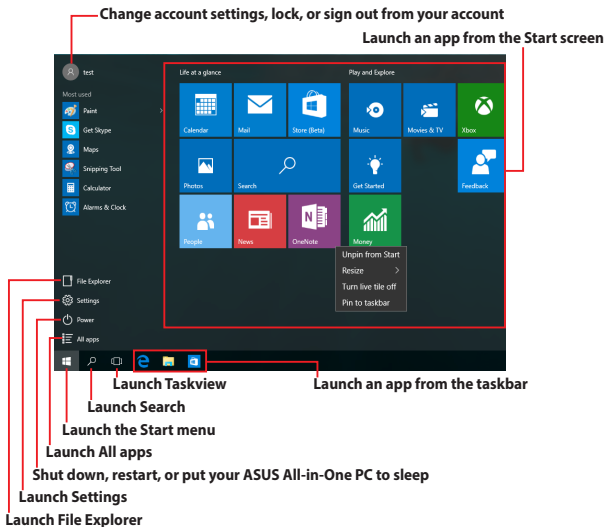 Change account settings, lock, or sign out from your account
Launch an app from the Start screen
test
Life at a glance
Play and Explore
Most used
Paint
Get Skype
Maps
Snipping Tool
Calculator
Alarms & Clock
Calendar
Mail
Store (Beta)
Music
Movies & TV
Xbox
Photos
Search
Get Started
Feedback
People
News
OneNote
Money
Unpin from Start
Resize
Turn live tile off
Pin to taskbar
File Explorer
Settings
Power
All apps
Launch Taskview
Launch an app from the taskbar
Launch Search
Launch the Start menu
Launch All apps
Shut down, restart, or put your ASUS All-in-One PC to sleep
Launch Settings
Launch File Explorer